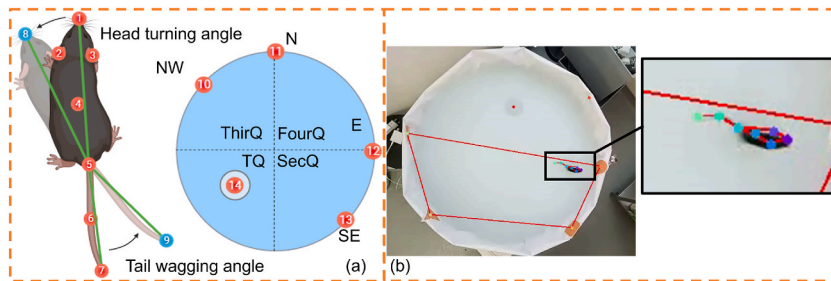 1
8
Head turning angle
2
3
4
5
6
7
9
Tail wagging angle
N
11
NW
10
E
ThirQ FourQ
12
TQ SecQ
14
13
SE
(a)
(b)